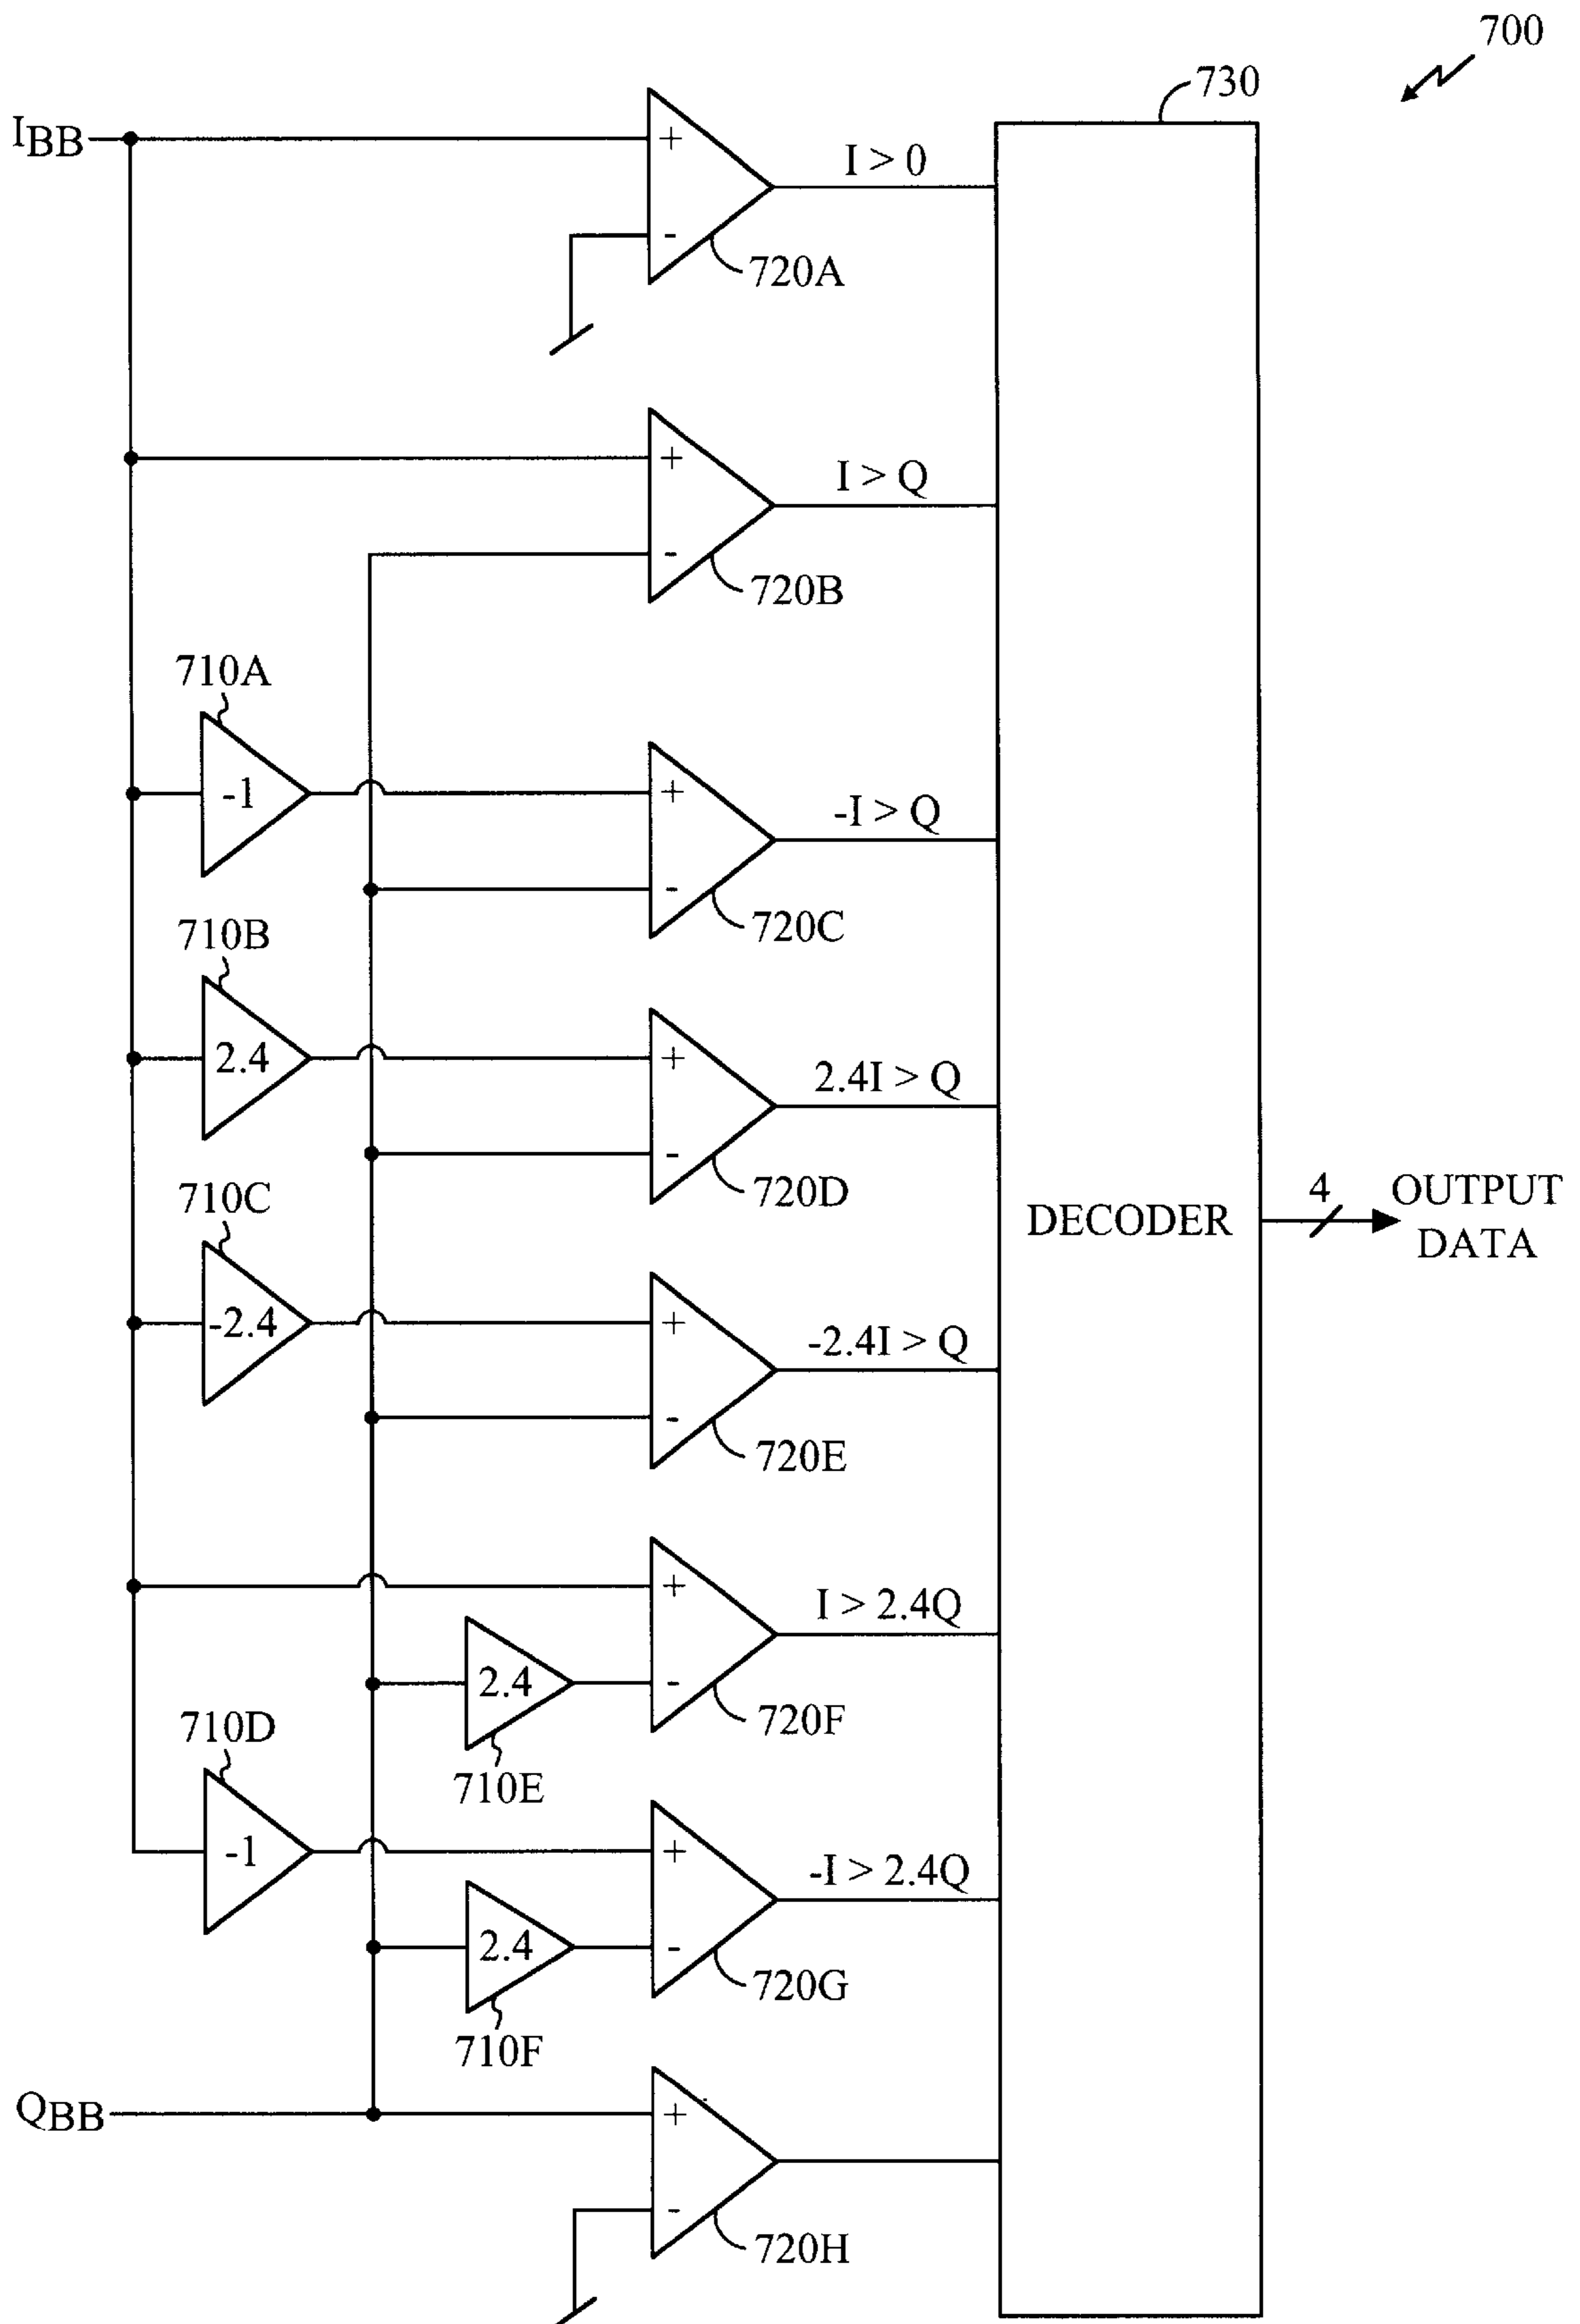 700
730
IBB
+
I > 0
-
720A
+
I > Q
-
720B
710A
-1
+
-I > Q
-
720C
710B
2.4
+
2.4I > Q
-
720D
710C
-2.4
+
-2.4I > Q
-
720E
DECODER
4
OUTPUT
DATA
+
I > 2.4Q
2.4
-
720F
710E
710D
-1
+
-I > 2.4Q
2.4
-
720G
710F
QBB
+
-
720H